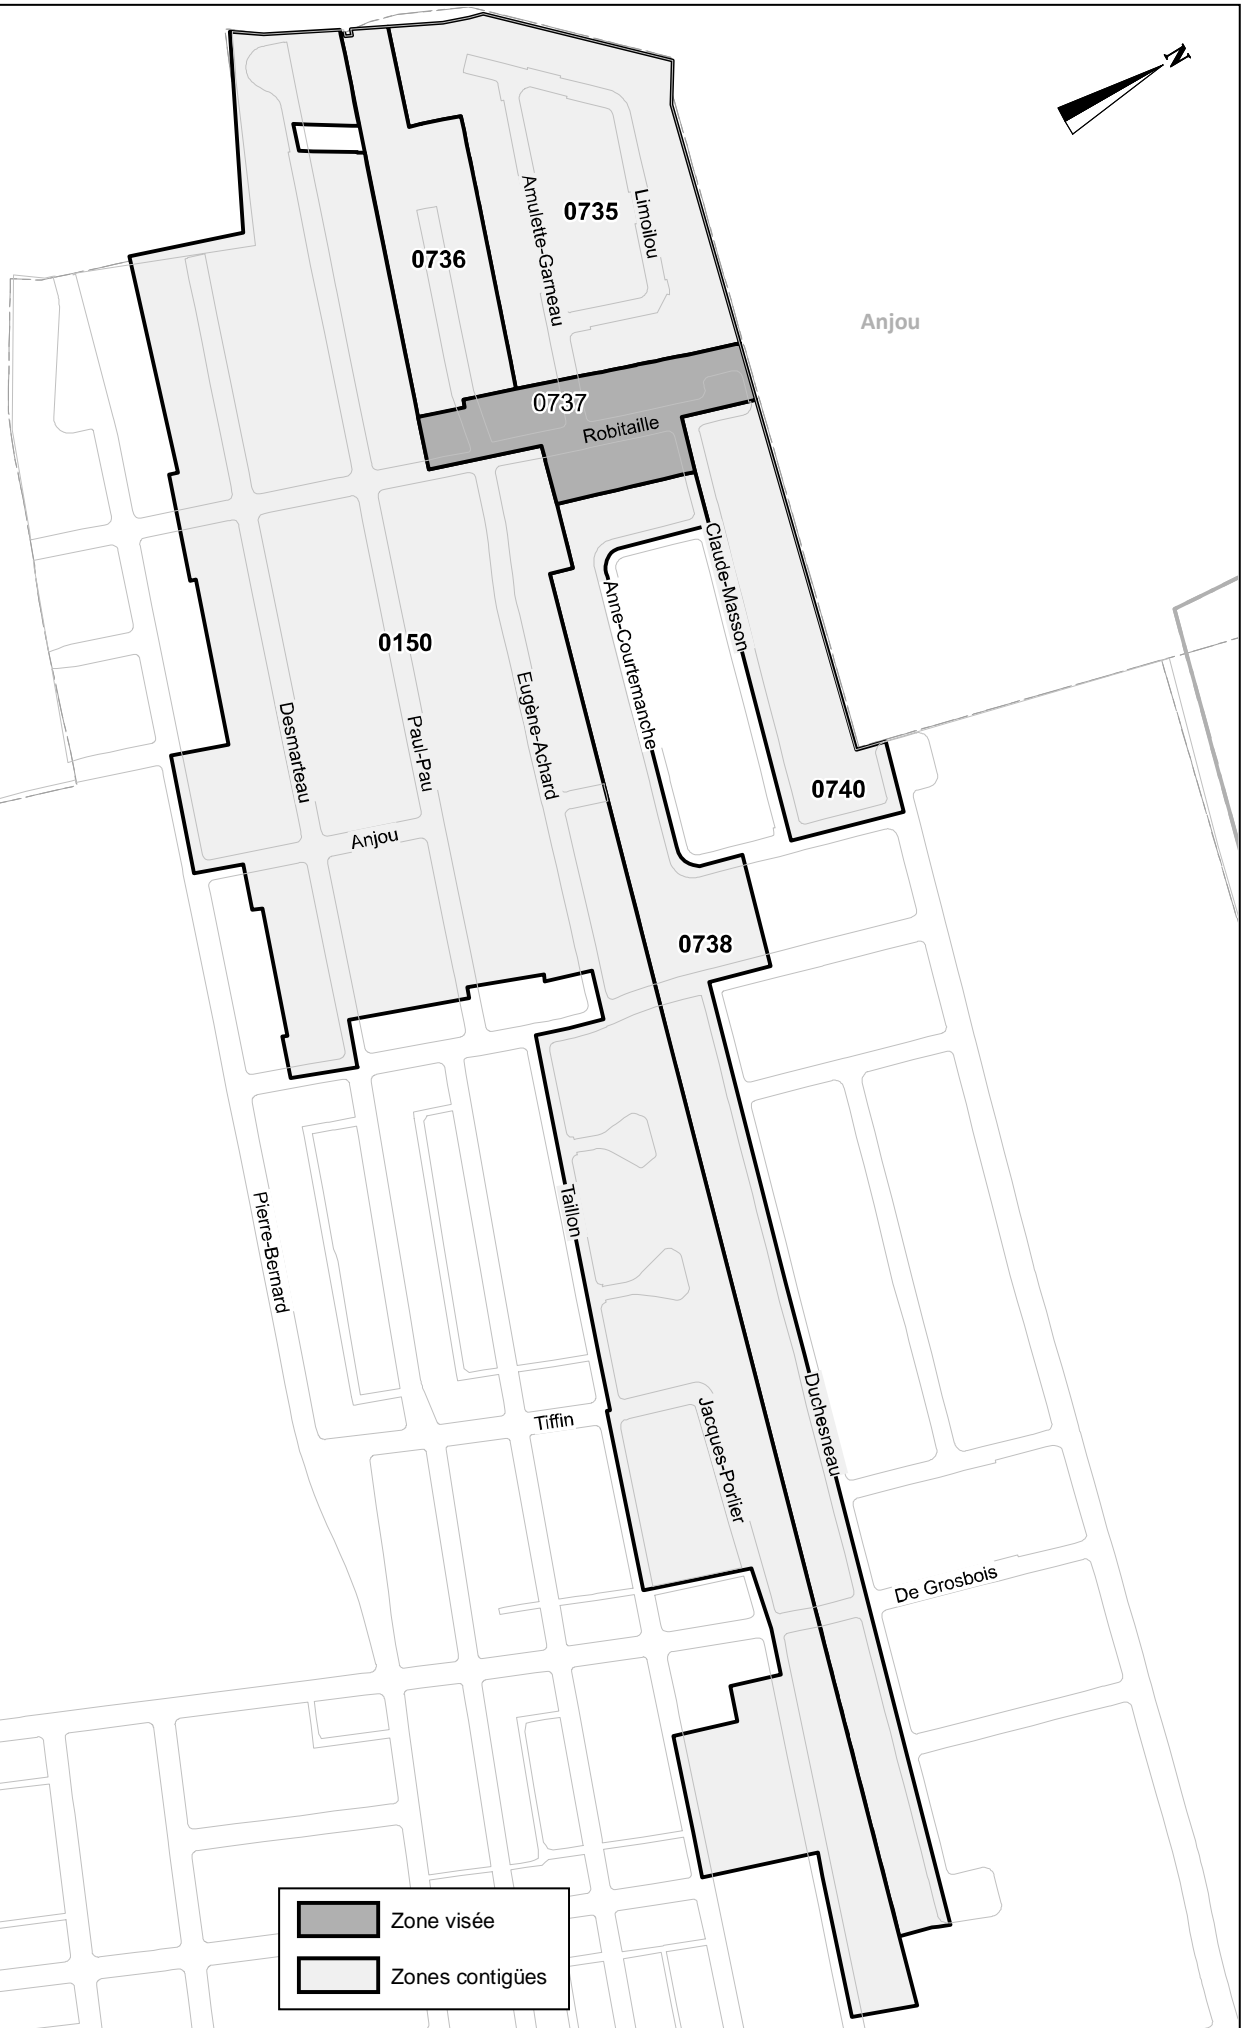 N
0735
Limoilou
Amulette-Garneau
0736
Anjou
0737
Robitaille
Claude-Masson
Anne-Courtemanche
0150
Eugène-Achard
Desmarteau
Paul-Pau
0740
Anjou
0738
Taillon
Pierre-Bernard
Duchesneau
Jacques-Porlier
Tiffin
De Grosbois
Zone visée
Zones contigües